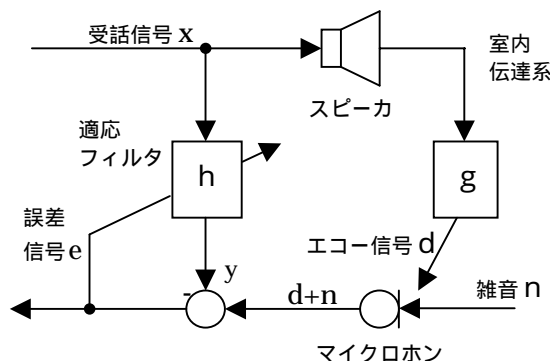 受話信号 x
室内
伝達系
スピーカ
適応
フィルタ
h
g
誤差
信号e
エコー信号 d
y
-
d+n
雑音 n
マイクロホン